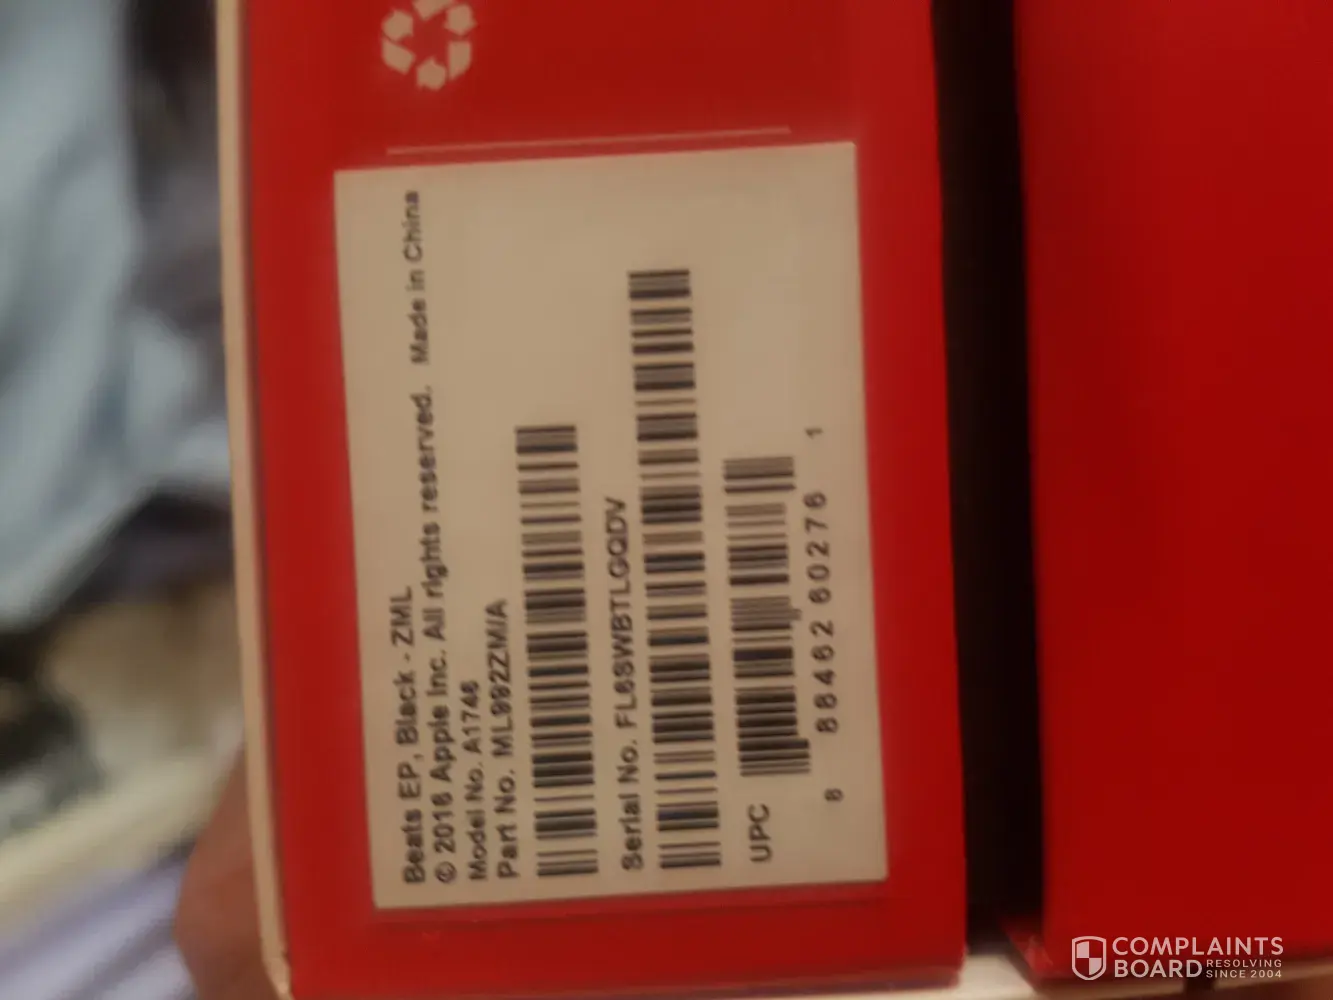 Beats EP, Black - ZML
© 2016 Apple Inc. All rights reserved. Made in China
Model No. A1746
Part No. ML992ZM/A
Serial No. FL6SWBTLGQDV
UPC
8 88462 60276 1
COMPLAINTS
BOARD RESOLVING
SINCE 2004